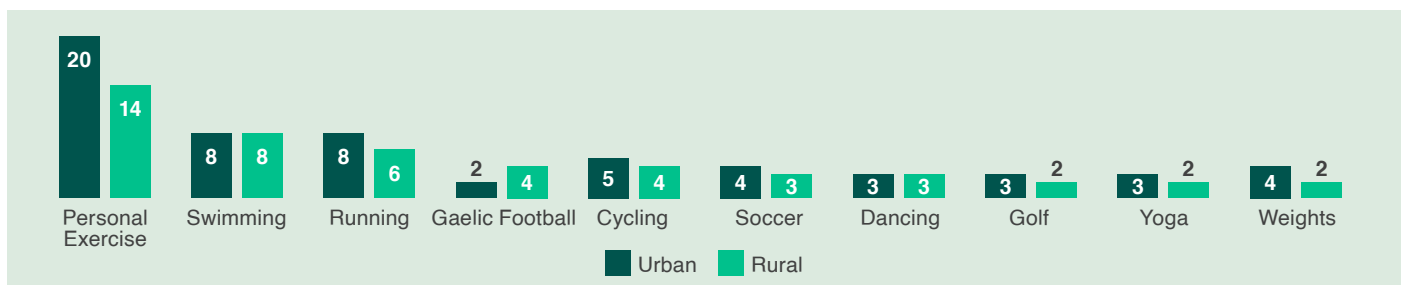 20
14
8
8
8
6
2
4
5
4
4
3
3
3
3
2
3
2
4
2
Personal
Exercise
Swimming
Running
Gaelic Football
Cycling
Soccer
Dancing
Golf
Yoga
Weights
Urban
Rural